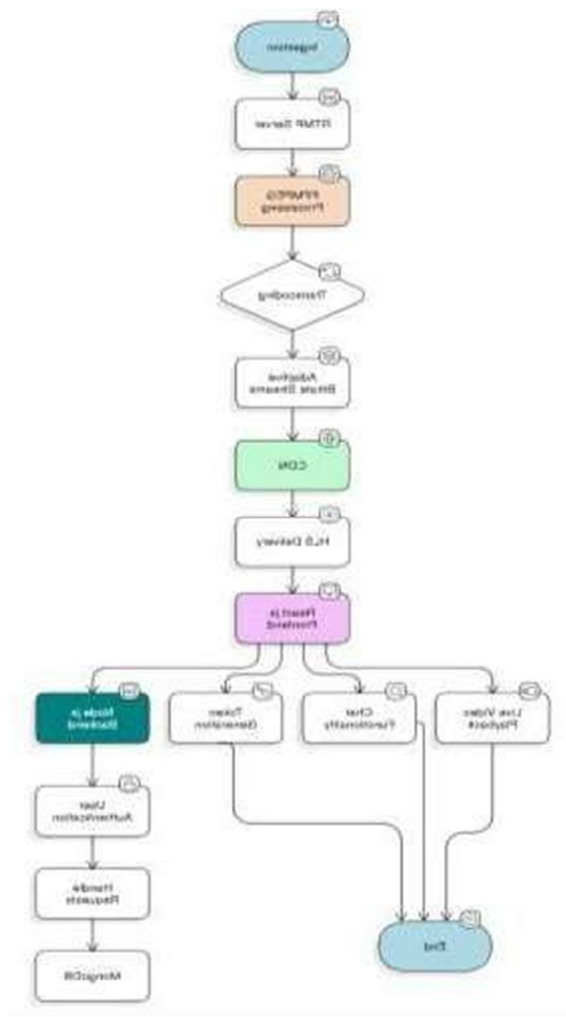 Ingestion
RTMP Server
FFMPEG
Processing
Transcoding
Adaptive
Bitrate Streams
CDN
HLS Delivery
React.js
Frontend
Node.js
Backend
Token
Generation
Chat
Functionality
Live Video
Playback
User
Authentication
Handle
Requests
MongoDB
End